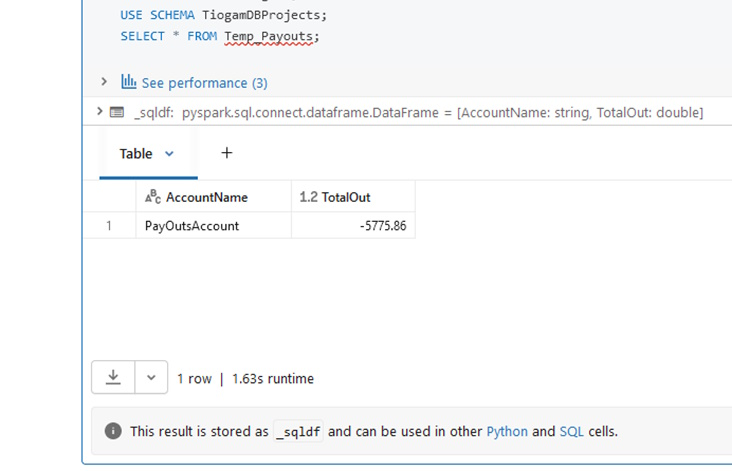 USE SCHEMA TiogamDBProjects;
SELECT * FROM Temp_Payouts;
See performance (3)
_sqldf: pyspark.sql.connect.dataframe.DataFrame = [AccountName: string, TotalOut: double]
Table +
ABC AccountName 1.2 TotalOut
1 PayOutsAccount -5775.86
1 row | 1.63s runtime
This result is stored as _sqldf and can be used in other Python and SQL cells.